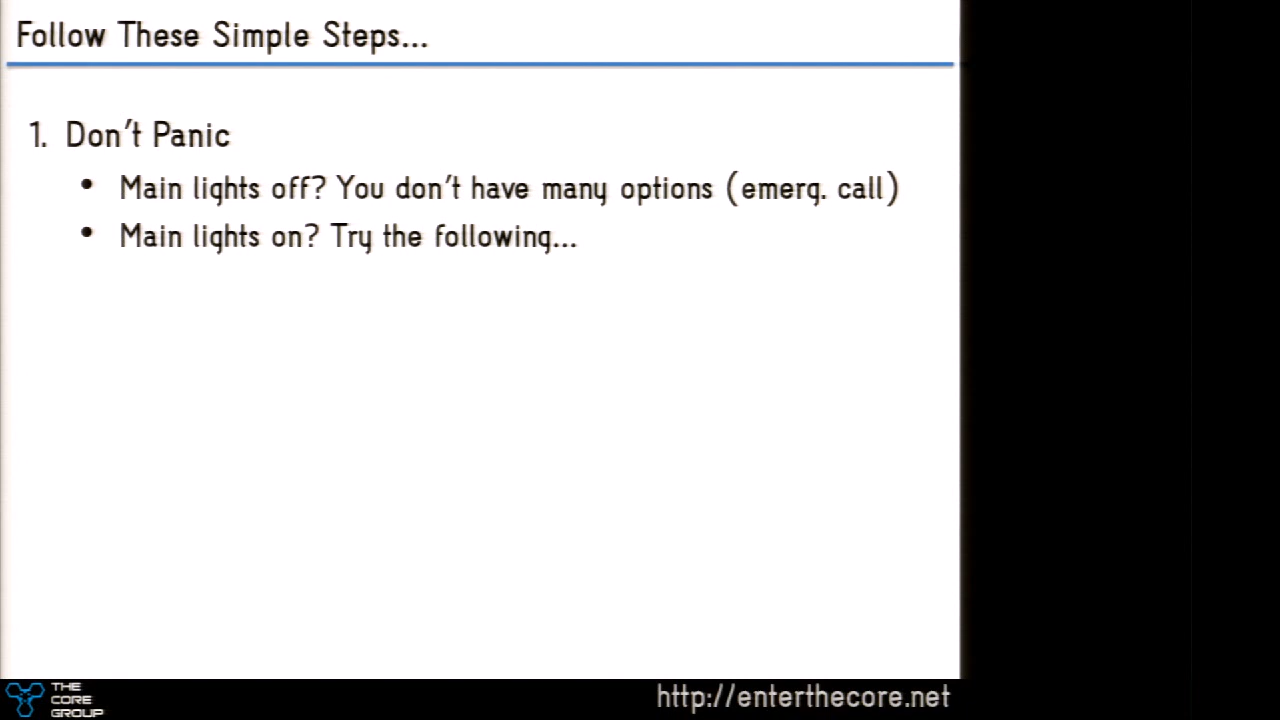 Follow These Simple Steps...
1. Don't Panic
• Main lights off? You don't have many options (emerg. call)
• Main lights on? Try the following...
THE
CORE
GROUP
http://enterthecore.net